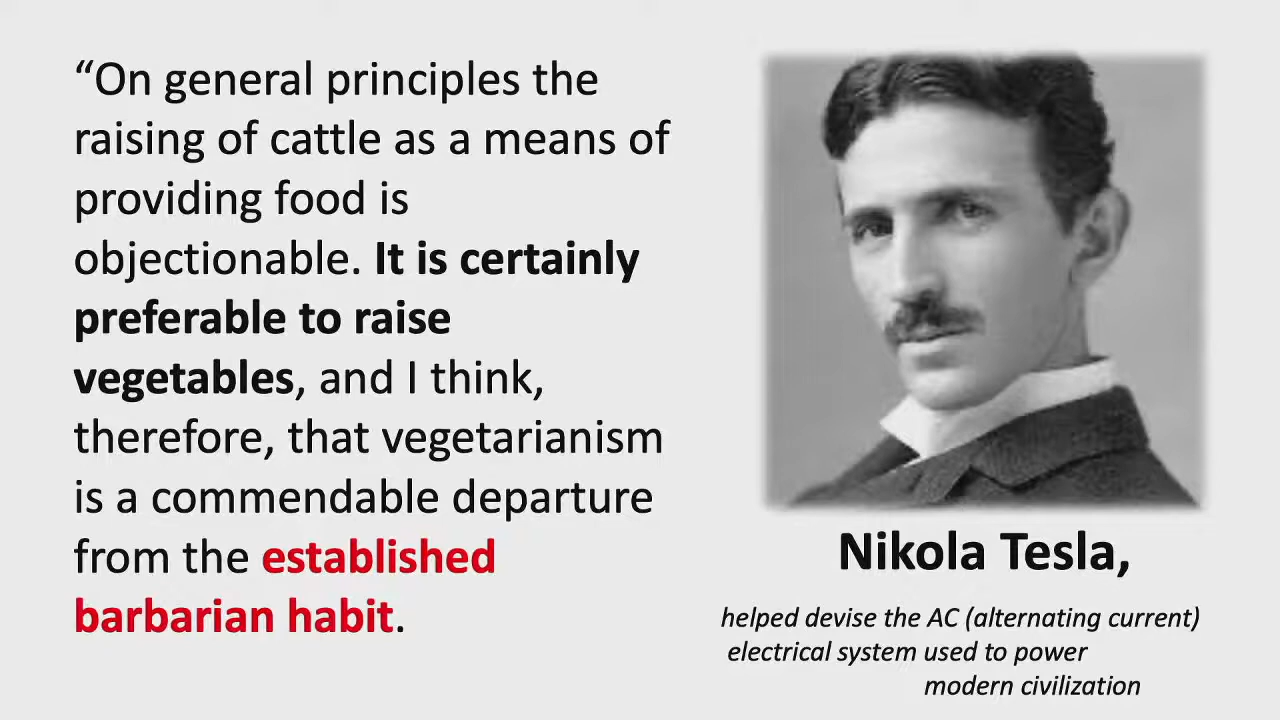 “On general principles the
raising of cattle as a means of
providing food is
objectionable. It is certainly
preferable to raise
vegetables, and I think,
therefore, that vegetarianism
is a commendable departure
from the established
barbarian habit.
Nikola Tesla,
helped devise the AC (alternating current)
electrical system used to power
modern civilization